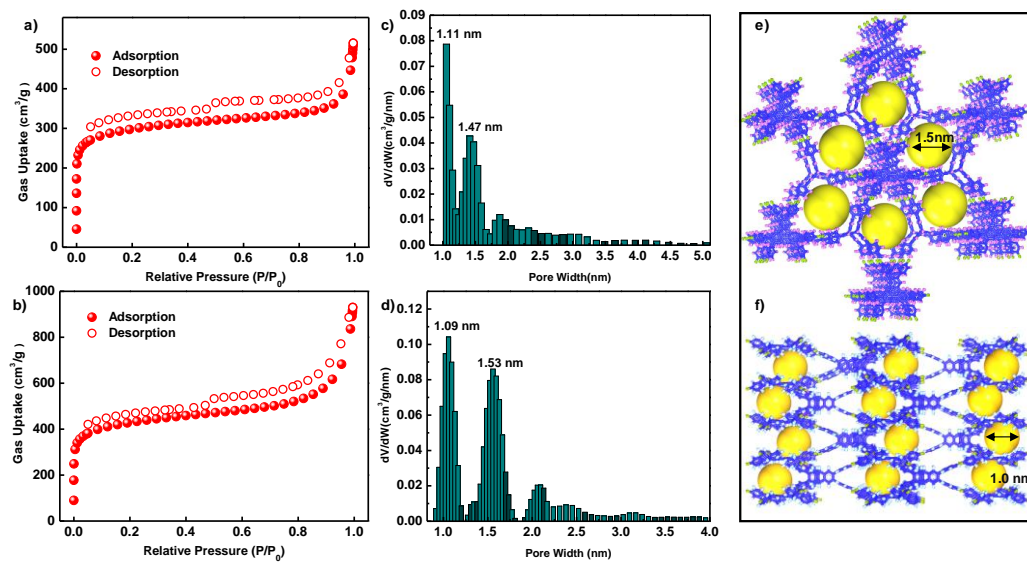 a)
Adsorption
Desorption
Gas Uptake (cm³/g)
500
400
300
200
100
0
0.0 0.2 0.4 0.6 0.8 1.0
Relative Pressure (P/P₀)
b)
Adsorption
Desorption
Gas Uptake (cm³/g)
1000
800
600
400
200
0
0.0 0.2 0.4 0.6 0.8 1.0
Relative Pressure (P/P₀)
c)
1.11 nm
1.47 nm
dV/dW(cm³/g/nm)
0.09
0.08
0.07
0.06
0.05
0.04
0.03
0.02
0.01
0.00
1.0 1.5 2.0 2.5 3.0 3.5 4.0 4.5 5.0
Pore Width(nm)
d)
1.09 nm
1.53 nm
dV/dW(cm³/g/nm)
0.12
0.10
0.08
0.06
0.04
0.02
0.00
1.0 1.5 2.0 2.5 3.0 3.5 4.0
Pore Width (nm)
e)
1.5nm
f)
1.0 nm